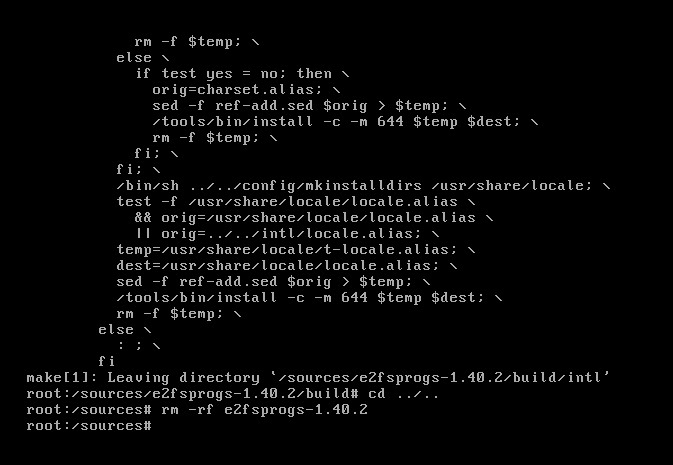 rm -f $temp; \
else \
if test yes = no; then \
orig=charset.alias; \
sed -f ref-add.sed $orig > $temp; \
/tools/bin/install -c -m 644 $temp $dest; \
rm -f $temp; \
fi; \
fi; \
/bin/sh ../../config/mkinstalldirs /usr/share/locale; \
test -f /usr/share/locale/locale.alias \
&& orig=/usr/share/locale/locale.alias \
|| orig=../../intl/locale.alias; \
temp=/usr/share/locale/t-locale.alias; \
dest=/usr/share/locale/locale.alias; \
sed -f ref-add.sed $orig > $temp; \
/tools/bin/install -c -m 644 $temp $dest; \
rm -f $temp; \
else \
: ; \
fi
make[1]: Leaving directory `/sources/e2fsprogs-1.40.2/build/intl'
root:/sources/e2fsprogs-1.40.2/build# cd ../..
root:/sources# rm -rf e2fsprogs-1.40.2
root:/sources#